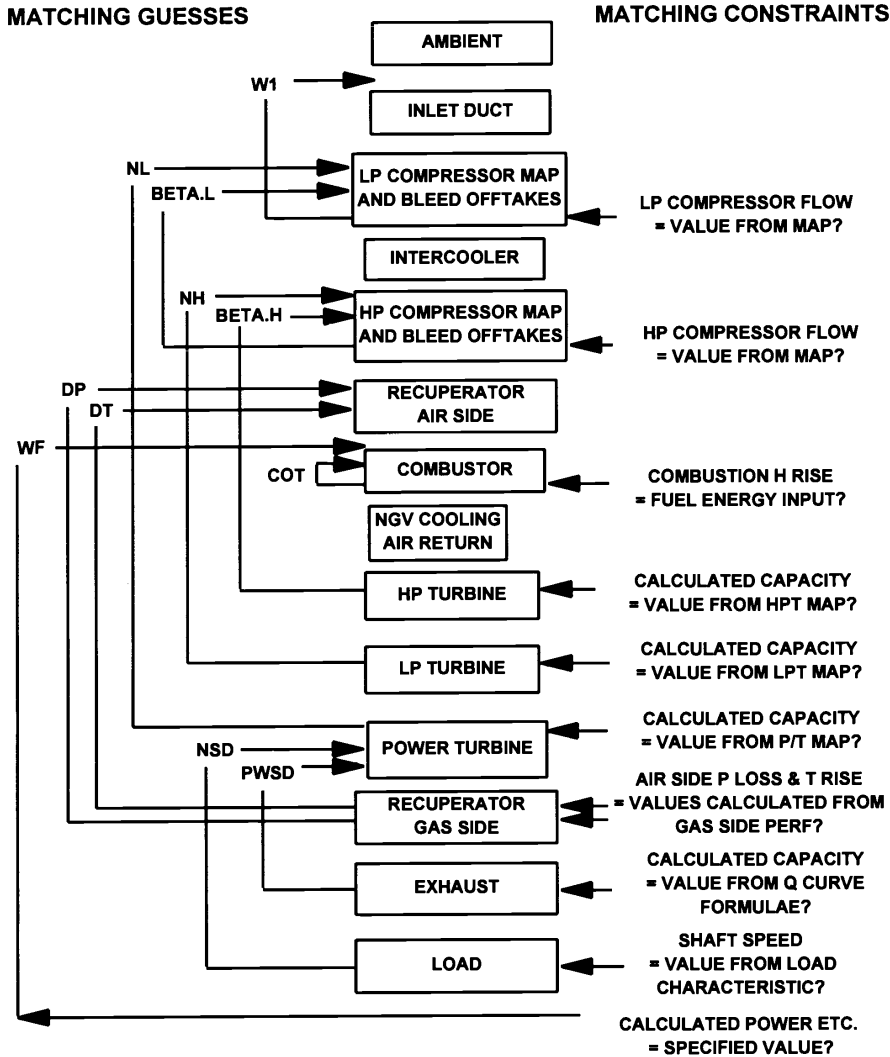 MATCHING GUESSES
MATCHING CONSTRAINTS
AMBIENT
W1
INLET DUCT
NL
BETA.L
LP COMPRESSOR MAP
AND BLEED OFFTAKES
LP COMPRESSOR FLOW
= VALUE FROM MAP?
INTERCOOLER
NH
BETA.H
HP COMPRESSOR MAP
AND BLEED OFFTAKES
HP COMPRESSOR FLOW
= VALUE FROM MAP?
DP
DT
RECUPERATOR
AIR SIDE
WF
COT
COMBUSTOR
COMBUSTION H RISE
= FUEL ENERGY INPUT?
NGV COOLING
AIR RETURN
HP TURBINE
CALCULATED CAPACITY
= VALUE FROM HPT MAP?
LP TURBINE
CALCULATED CAPACITY
= VALUE FROM LPT MAP?
NSD
PWSD
POWER TURBINE
CALCULATED CAPACITY
= VALUE FROM P/T MAP?
RECUPERATOR
GAS SIDE
AIR SIDE P LOSS & T RISE
= VALUES CALCULATED FROM
GAS SIDE PERF?
EXHAUST
CALCULATED CAPACITY
= VALUE FROM Q CURVE
FORMULAE?
LOAD
SHAFT SPEED
= VALUE FROM LOAD
CHARACTERISTIC?
CALCULATED POWER ETC.
= SPECIFIED VALUE?